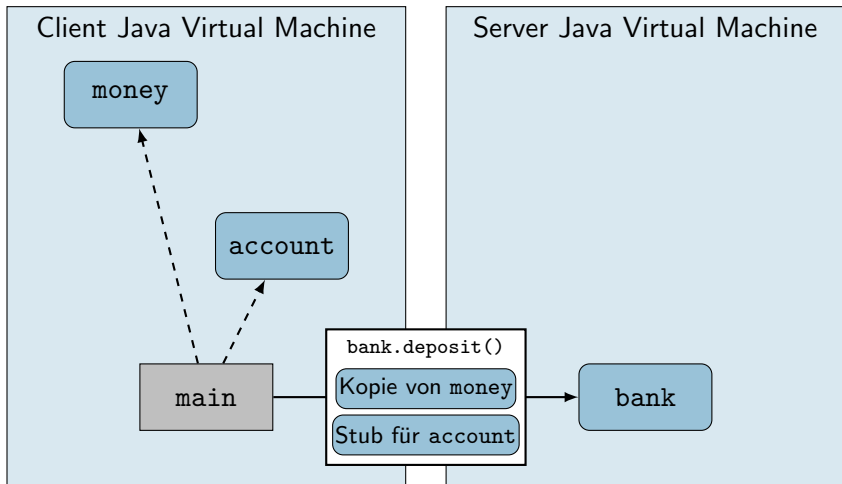 Client Java Virtual Machine
Server Java Virtual Machine
money
account
bank.deposit()
main
Kopie von money
bank
Stub für account